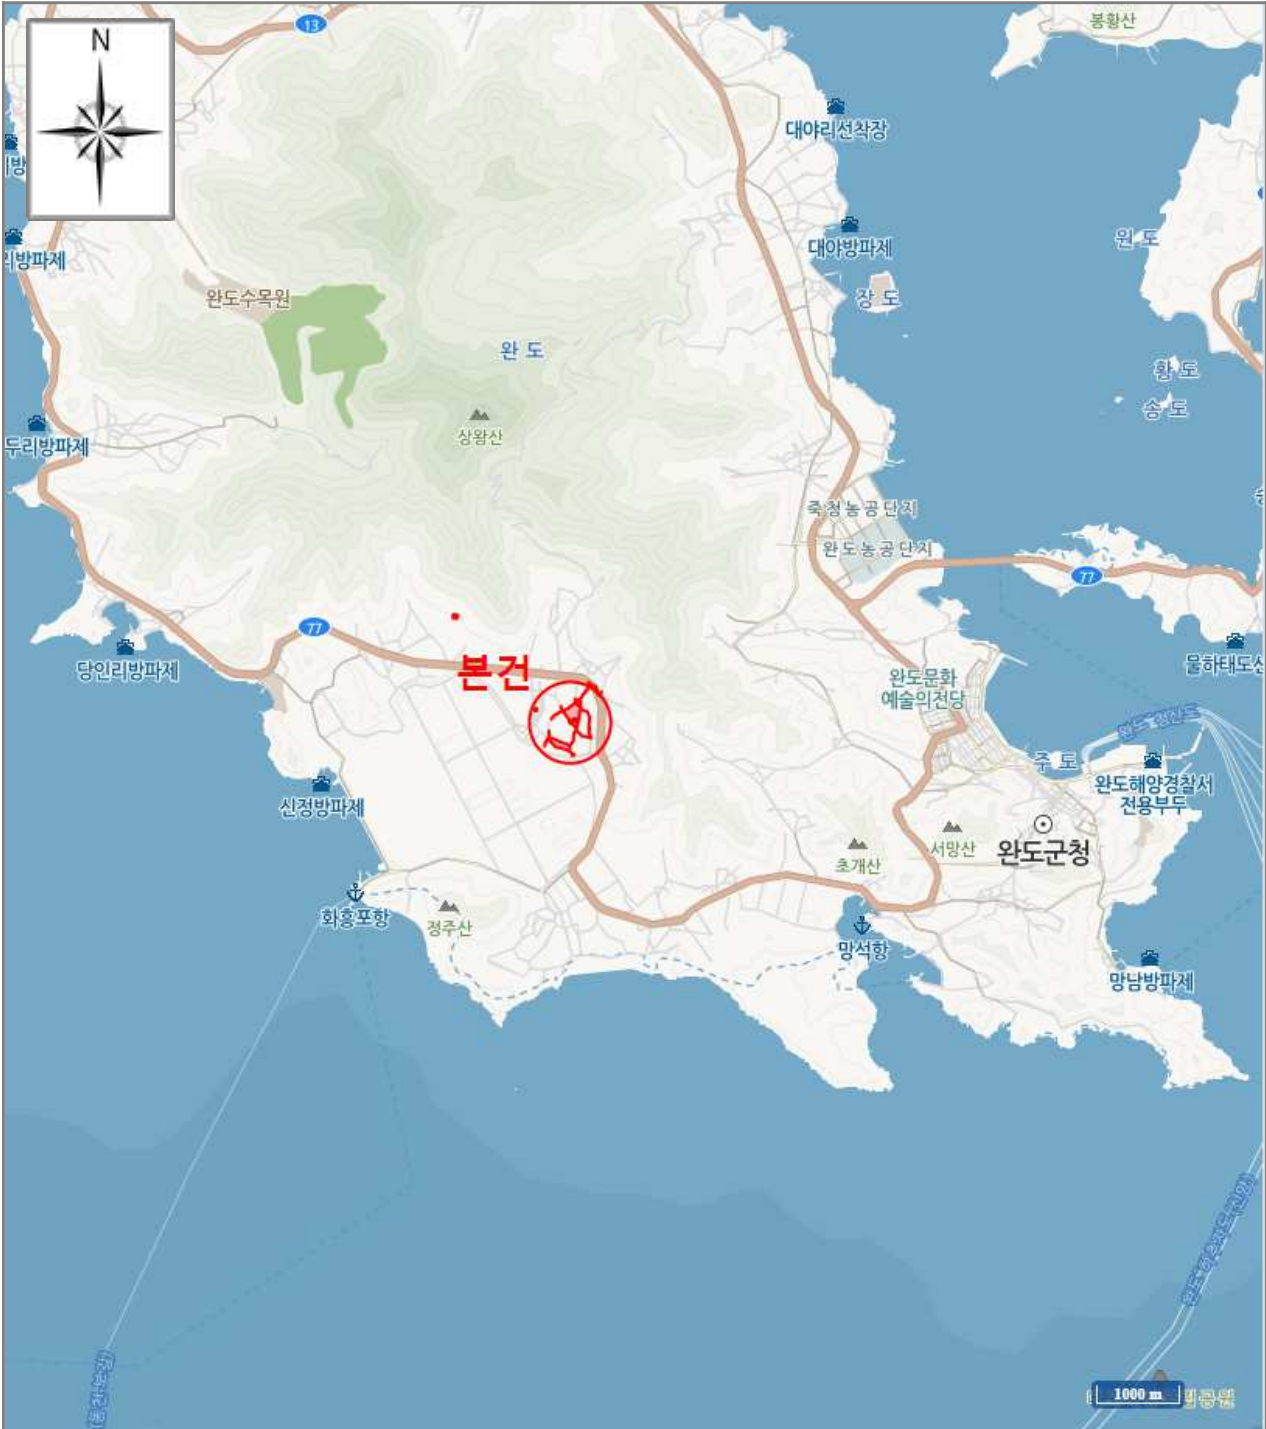 N
13
봉황산
대야리선착장
대야방파제
원 도
장 도
리방파제
완도수목원
완 도
황 도
송 도
상왕산
두리방파제
죽청농공단지
완도농공단지
77
77
당인리방파제
본건
물하태도선
완도문화
예술의전당
주 도
완도해양경찰서
전용부두
신정방파제
서망산
초개산
완도군청
화흥포항
정주산
망석항
망남방파제
1000 m